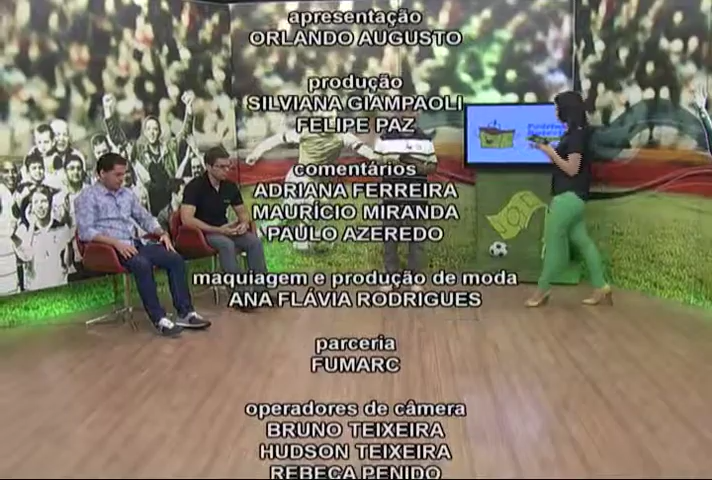 apresentação
ORLANDO AUGUSTO
produção
SILVIANA GIAMPAOLI
FELIPE PAZ
comentários
ADRIANA FERREIRA
MAURÍCIO MIRANDA
PAULO AZEREDO
maquiagem e produção de moda
ANA FLÁVIA RODRIGUES
parceria
FUMARC
operadores de câmera
BRUNO TEIXEIRA
HUDSON TEIXEIRA
REBECA PENIDO